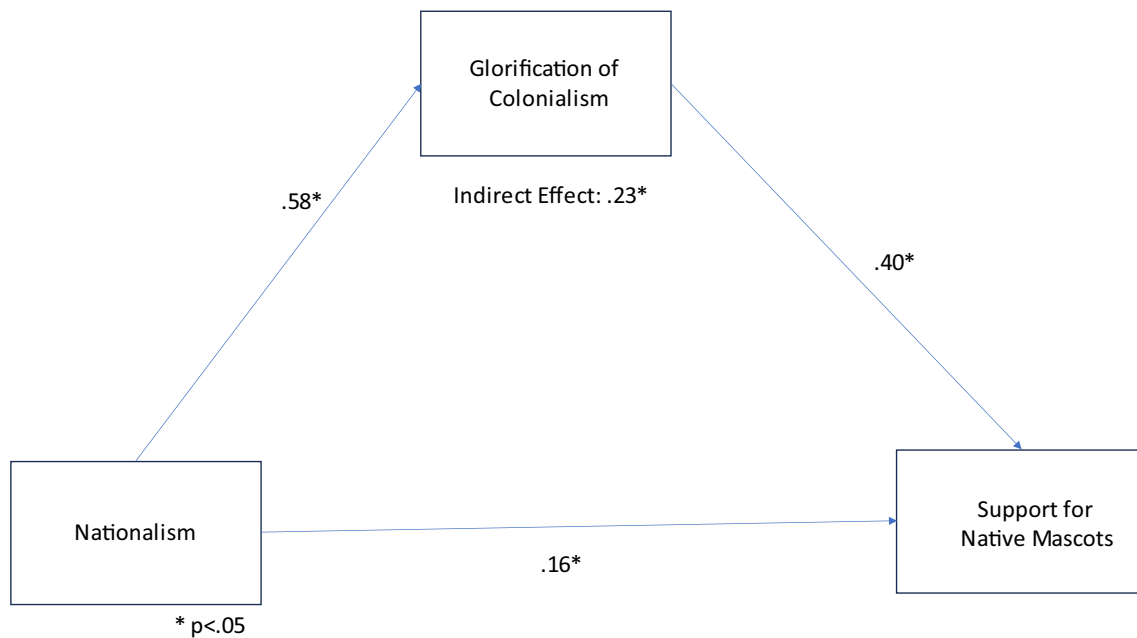 Glorification of
Colonialism
Indirect Effect: .23*
.58*
.40*
Nationalism
Support for
Native Mascots
.16*
* p<.05